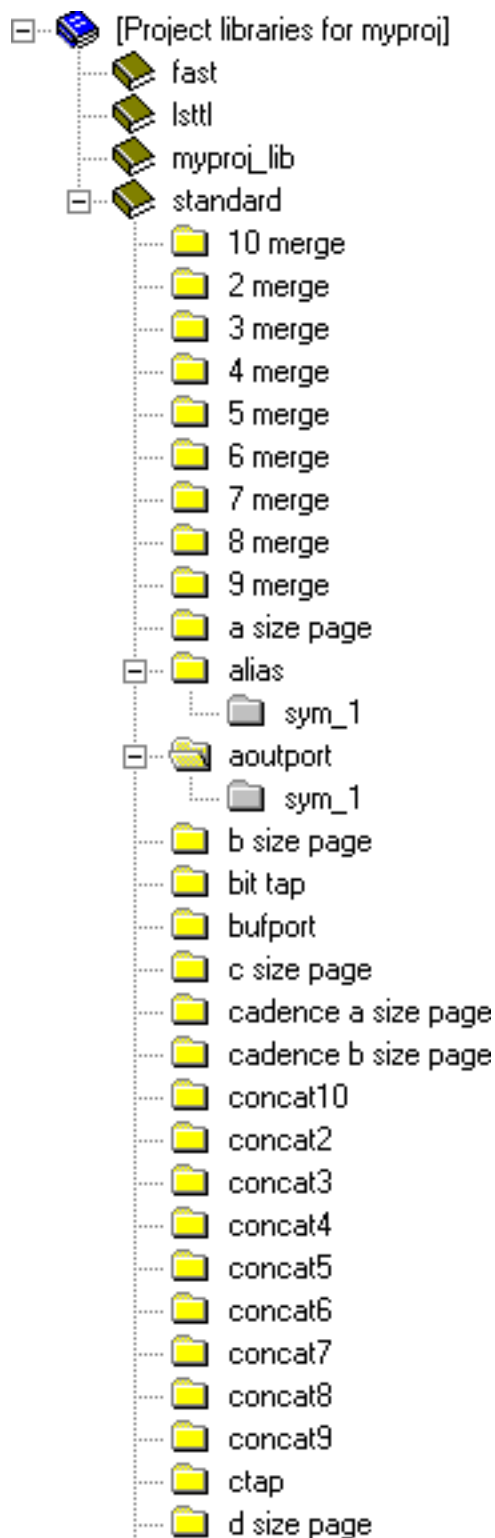 [Project libraries for myproj]
fast
lsttl
myproj_lib
standard
10 merge
2 merge
3 merge
4 merge
5 merge
6 merge
7 merge
8 merge
9 merge
a size page
alias
sym_1
aoutport
sym_1
b size page
bit tap
bufport
c size page
cadence a size page
cadence b size page
concat10
concat2
concat3
concat4
concat5
concat6
concat7
concat8
concat9
ctap
d size page